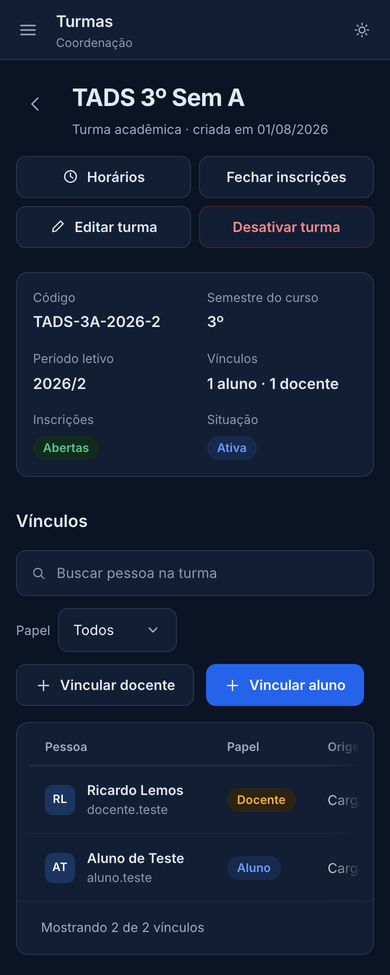 Turmas
Coordenação
TADS 3º Sem A
Turma acadêmica · criada em 01/08/2026
Horários
Fechar inscrições
Editar turma
Desativar turma
Código
Semestre do curso
TADS-3A-2026-2
3º
Período letivo
Vínculos
2026/2
1 aluno · 1 docente
Inscrições
Situação
Abertas
Ativa
Vínculos
Buscar pessoa na turma
Papel
Todos
Vincular docente
Vincular aluno
Pessoa
Papel
Orige
RL
Ricardo Lemos
docente.teste
Docente
Carg
AT
Aluno de Teste
aluno.teste
Aluno
Carg
Mostrando 2 de 2 vínculos